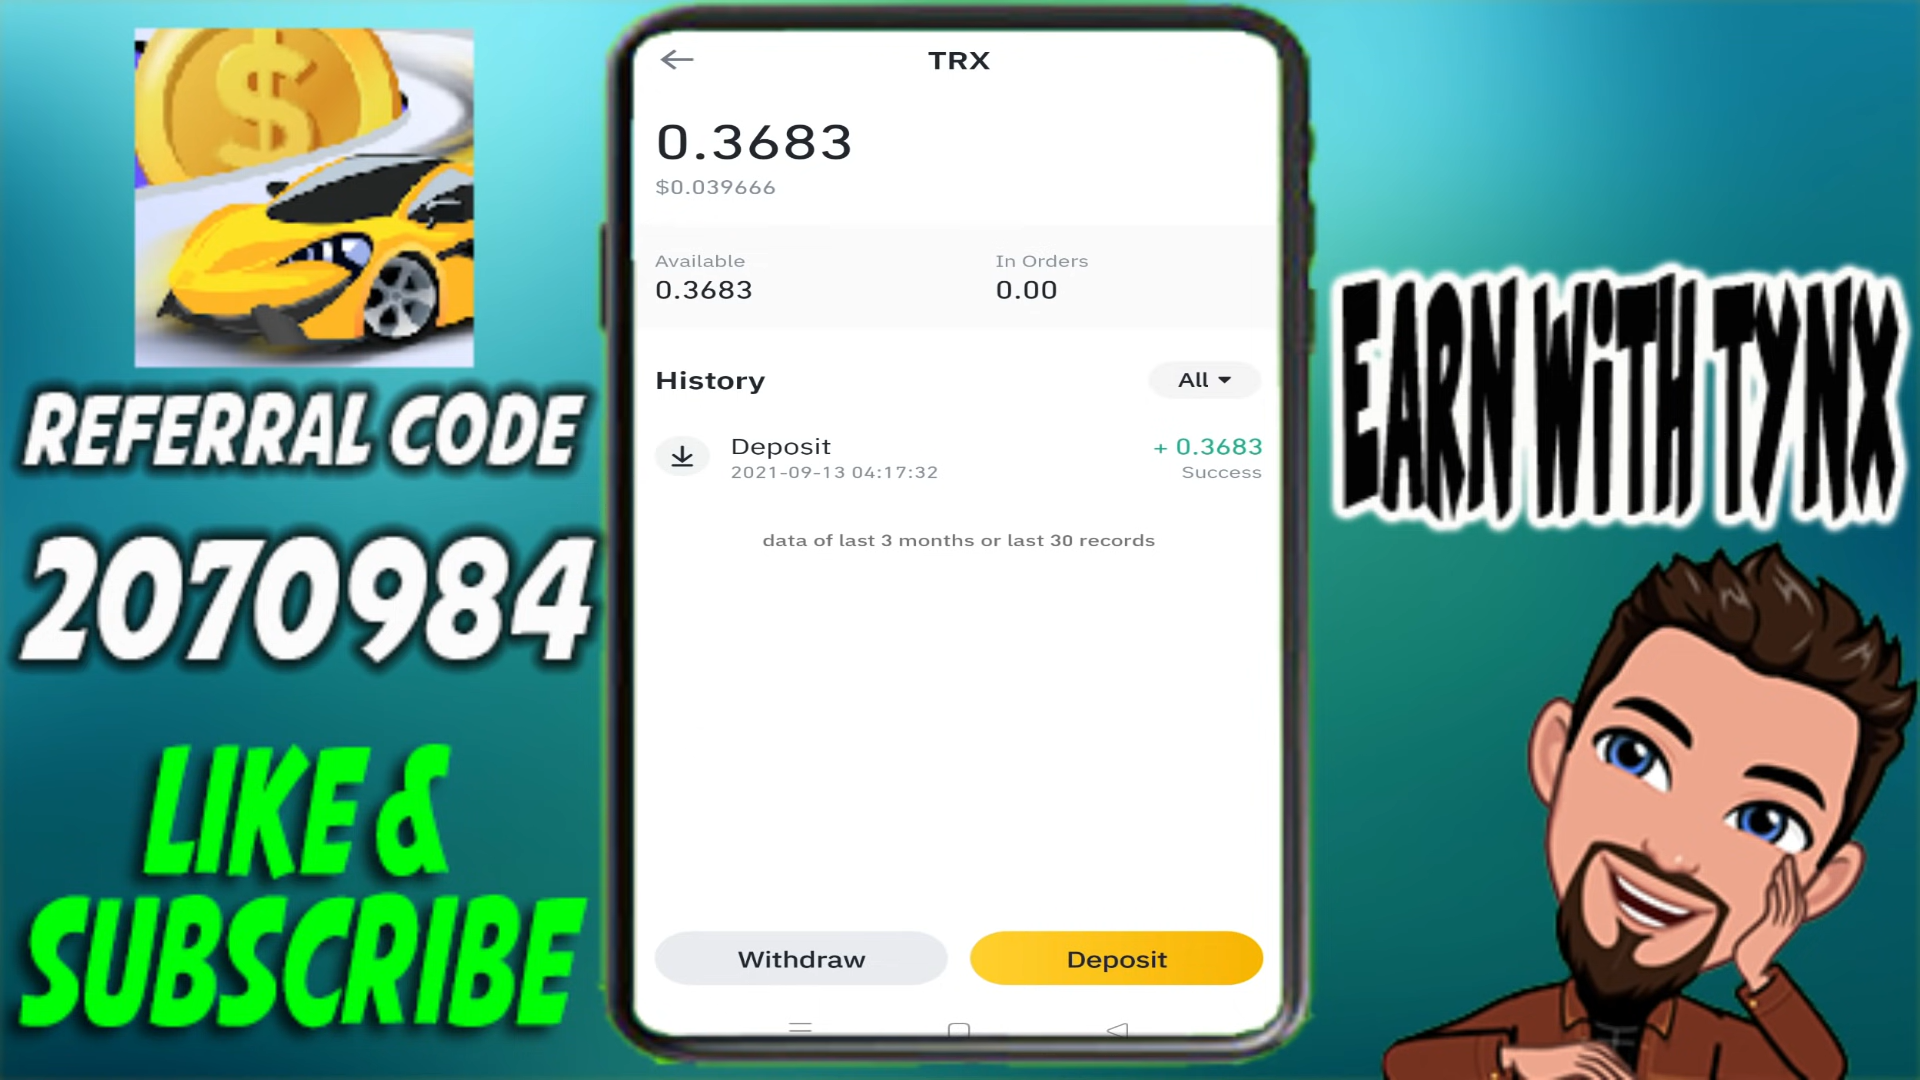 REFERRAL CODE
2070984
LIKE &
SUBSCRIBE
TRX
0.3683
$0.039666
Available
0.3683
In Orders
0.00
History
All
Deposit
2021-09-13 04:17:32
+ 0.3683
Success
data of last 3 months or last 30 records
Withdraw
Deposit
EARN WiTH TYNX